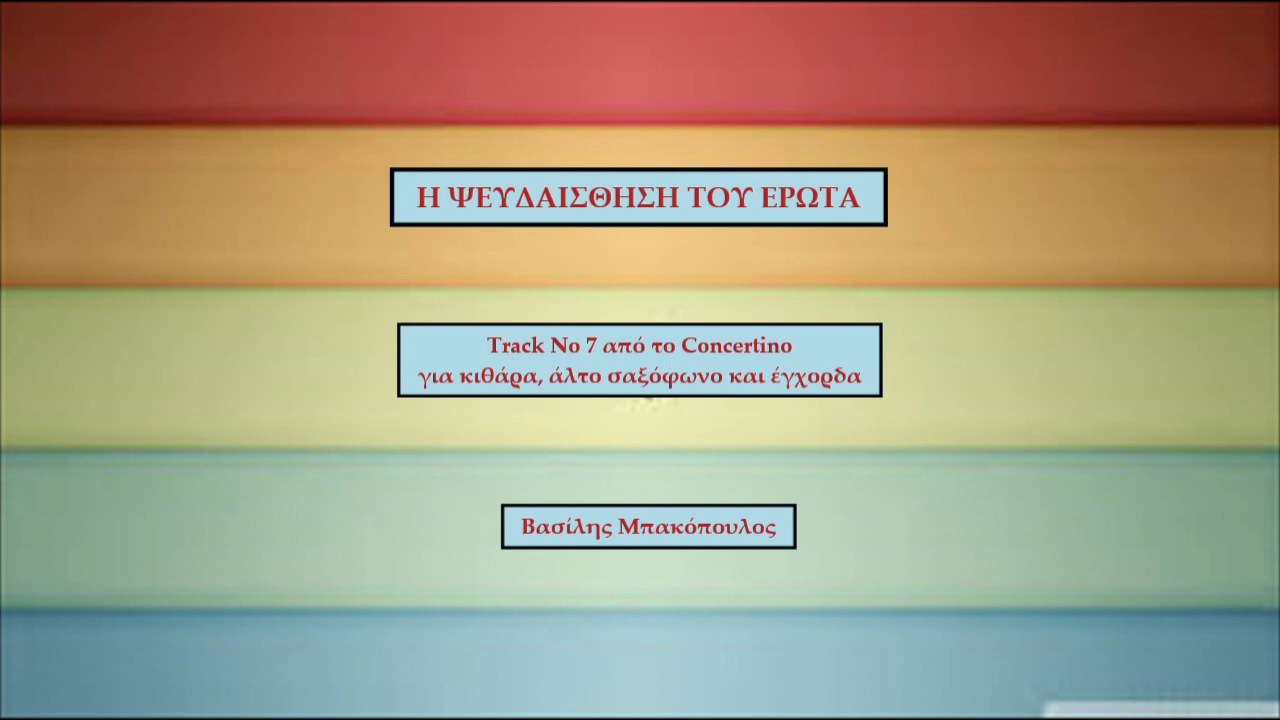 Η ΨΕΥΔΑΙΣΘΗΣΗ ΤΟΥ ΕΡΩΤΑ
Track No 7 από το Concertino
για κιθάρα, άλτο σαξόφωνο και έγχορδα
Βασίλης Μπακόπουλος